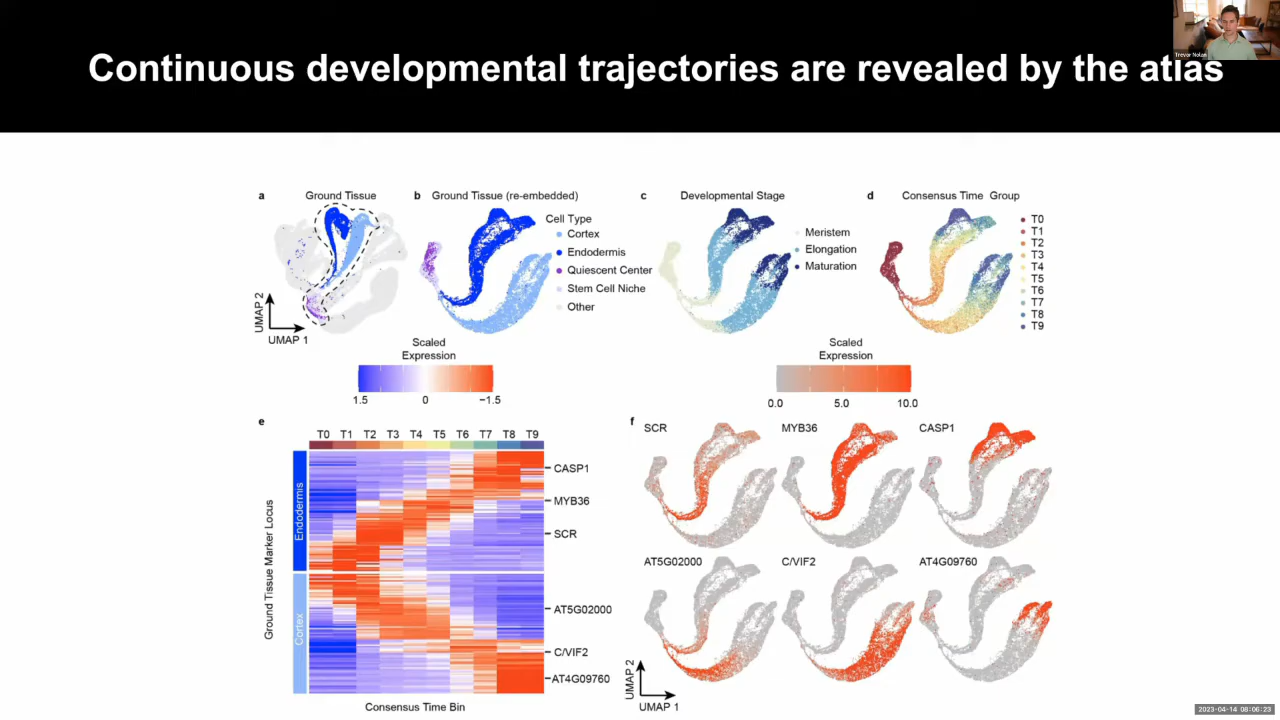 Continuous developmental trajectories are revealed by the atlas
Trevor Nolan
a
Ground Tissue
b
Ground Tissue (re-embedded)
c
Developmental Stage
d
Consensus Time Group
Cell Type
Cortex
Endodermis
Quiescent Center
Stem Cell Niche
Other
Meristem
Elongation
Maturation
T0
T1
T2
T3
T4
T5
T6
T7
T8
T9
UMAP 2
UMAP 1
Scaled
Expression
1.5
0
−1.5
Scaled
Expression
0.0
5.0
10.0
e
T0 T1 T2 T3 T4 T5 T6 T7 T8 T9
Ground Tissue Marker Locus
Endodermis
Cortex
CASP1
MYB36
SCR
AT5G02000
C/VIF2
AT4G09760
Consensus Time Bin
f
SCR
MYB36
CASP1
AT5G02000
C/VIF2
AT4G09760
UMAP 2
UMAP 1
2023-04-14 08:06:23